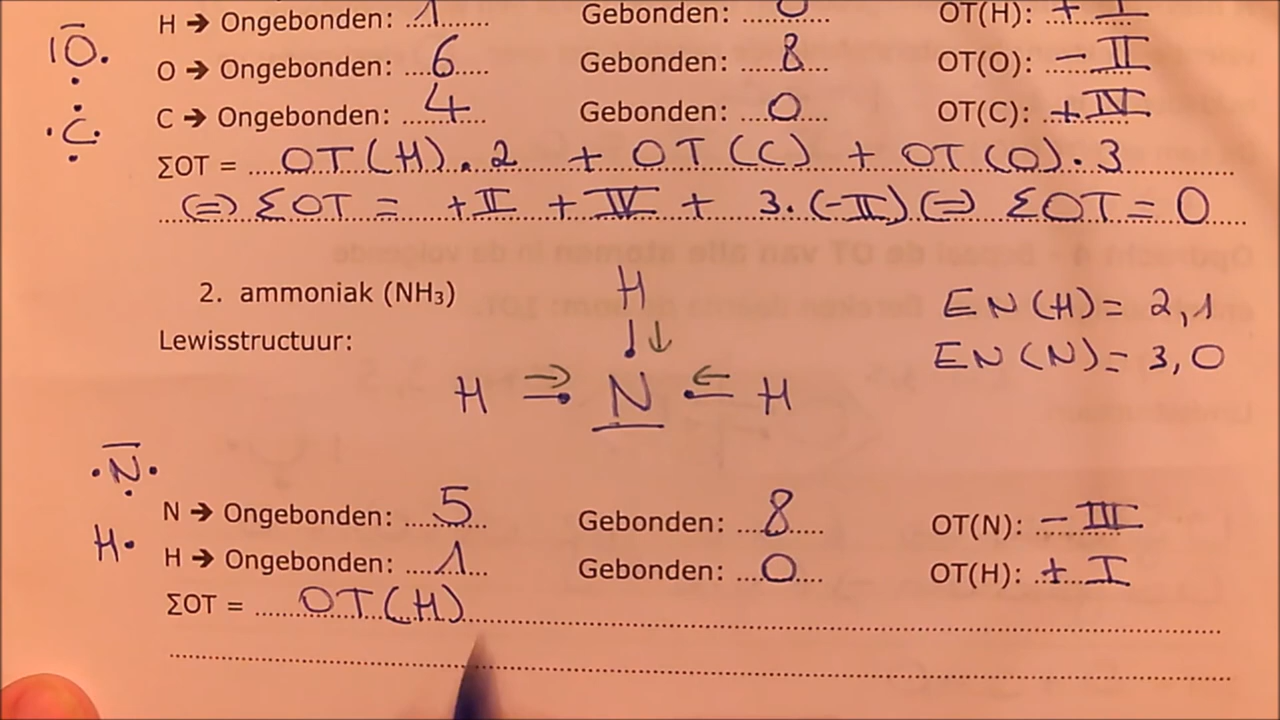 H → Ongebonden: 1 Gebonden: 0 OT(H): + I
IO.
O → Ongebonden: 6 Gebonden: 8 OT(O): - II
C → Ongebonden: 4 Gebonden: 0 OT(C): + IV
·C·
ΣOT = OT(H).2 + OT(C) + OT(O).3
(=) ΣOT = +II + IV + 3.(-II) (=) ΣOT = 0
2. ammoniak (NH₃) H EN(H) = 2,1
Lewisstructuur: EN(N) = 3,0
H ⇒ N ← H
·N·
N → Ongebonden: 5 Gebonden: 8 OT(N): - III
H· H → Ongebonden: 1 Gebonden: 0 OT(H): + I
ΣOT = OT(H)